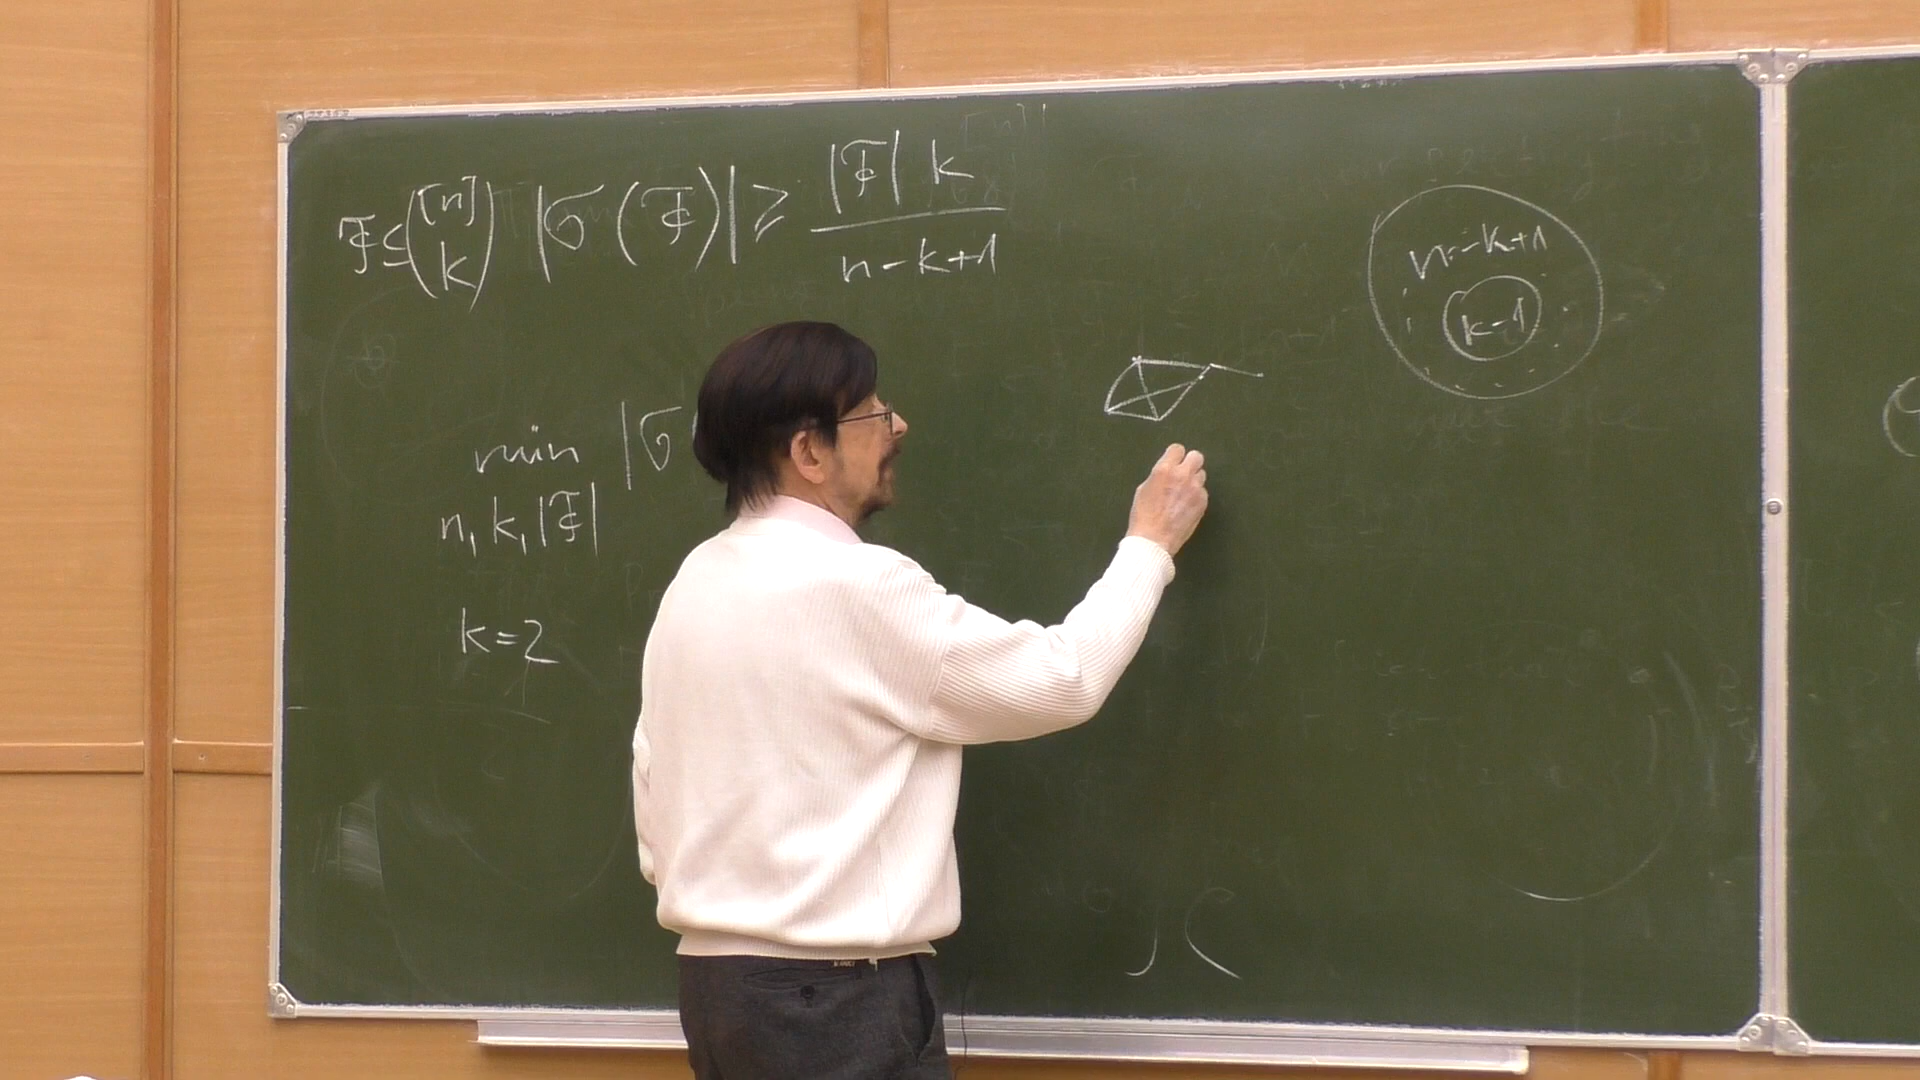 ℱ ⊆ ([n] k) |σ(ℱ)| ≥ |ℱ| k / n-k+1
n-k+1
k-1
min |σ
n, k, |ℱ|
k=2